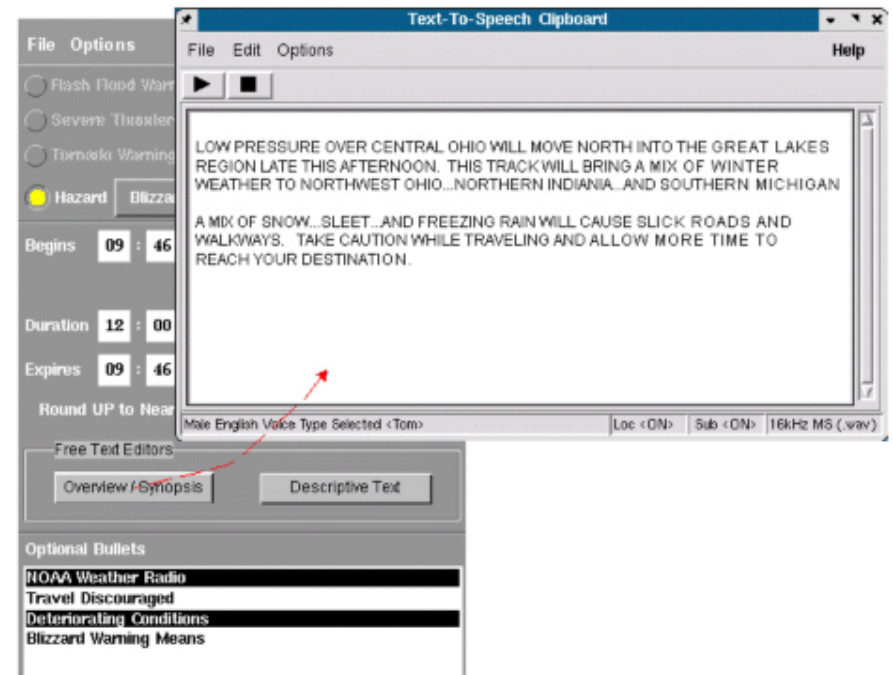 Text-To-Speech Clipboard
File Edit Options Help
LOW PRESSURE OVER CENTRAL OHIO WILL MOVE NORTH INTO THE GREAT LAKES
REGION LATE THIS AFTERNOON. THIS TRACK WILL BRING A MIX OF WINTER
WEATHER TO NORTHWEST OHIO...NORTHERN INDIANIA...AND SOUTHERN MICHIGAN
A MIX OF SNOW...SLEET...AND FREEZING RAIN WILL CAUSE SLICK ROADS AND
WALKWAYS. TAKE CAUTION WHILE TRAVELING AND ALLOW MORE TIME TO
REACH YOUR DESTINATION.
Male English Voice Type Selected <Tom> Loc <ON> Sub <ON> 16kHz MS (.wav)
File Options
Flash Flood Warn
Severe
Tornado Warning
Hazard Blizza
Begins 09 : 46
Duration 12 : 00
Expires 09 : 46
Round UP to Near
Free Text Editors
Overview / Synopsis Descriptive Text
Optional Bullets
NOAA Weather Radio
Travel Discouraged
Deteriorating Conditions
Blizzard Warning Means